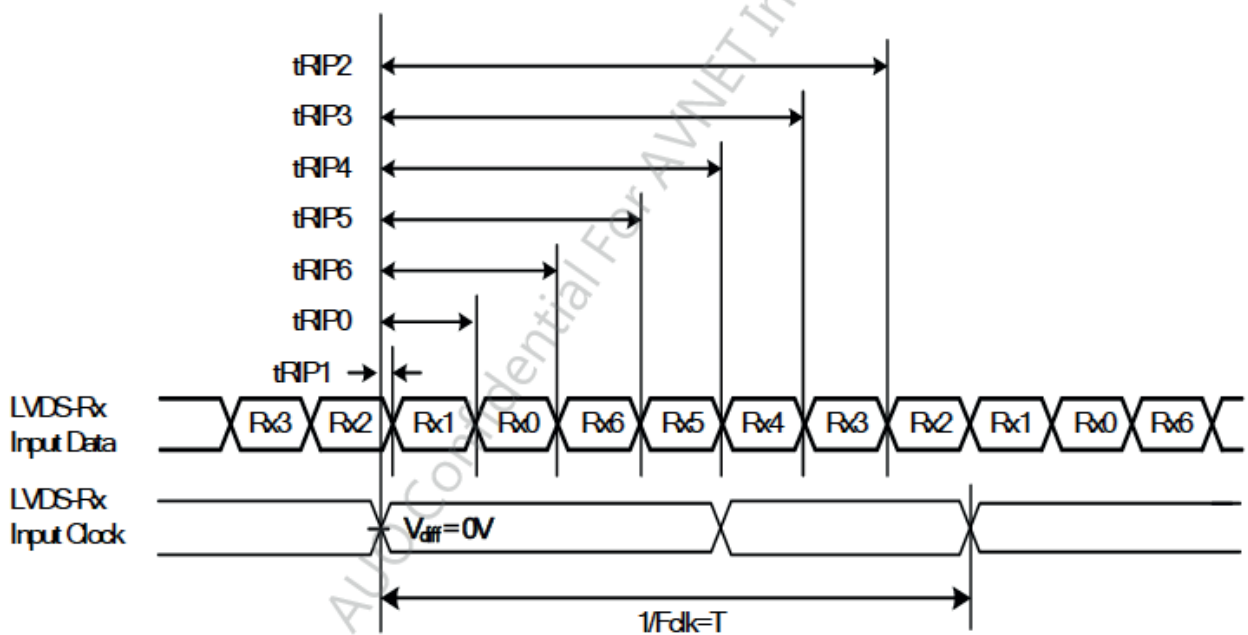 tRIP2
tRIP3
tRIP4
tRIP5
tRIP6
tRIP0
tRIP1
LVDS-Rx
Input Data
Rx3 Rx2 Rx1 Rx0 Rx6 Rx5 Rx4 Rx3 Rx2 Rx1 Rx0 Rx6
LVDS-Rx
Input Clock
Vdiff=0V
1/Fclk=T
AUO Confidential For AVNET In